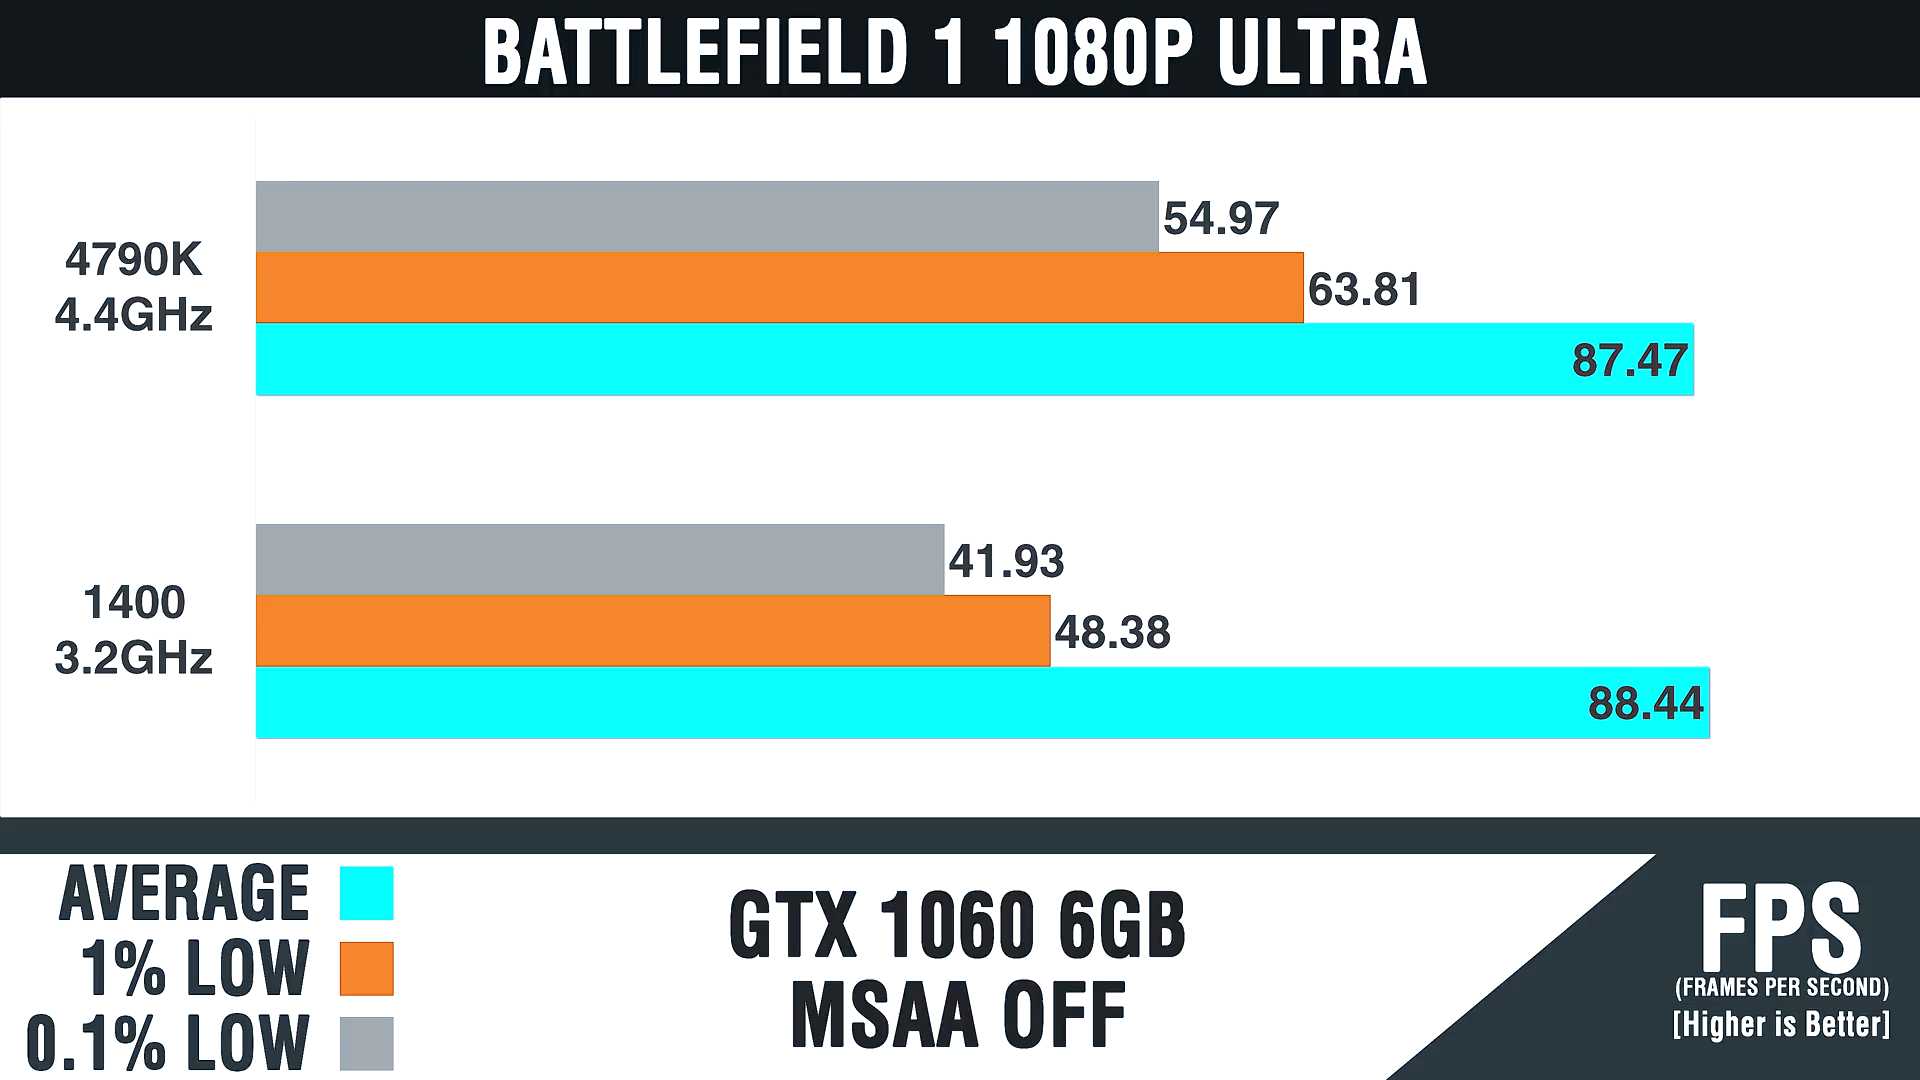 BATTLEFIELD 1 1080P ULTRA
4790K
4.4GHz
54.97
63.81
87.47
1400
3.2GHz
41.93
48.38
88.44
AVERAGE
1% LOW
0.1% LOW
GTX 1060 6GB
MSAA OFF
FPS
(FRAMES PER SECOND)
[Higher is Better]